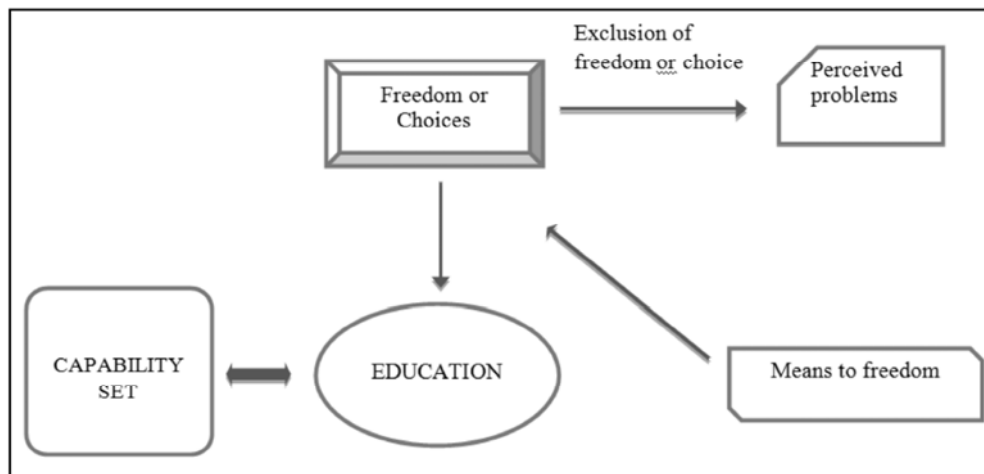 Exclusion of
freedom or choice
Perceived
problems
Freedom or
Choices
CAPABILITY
SET
EDUCATION
Means to freedom